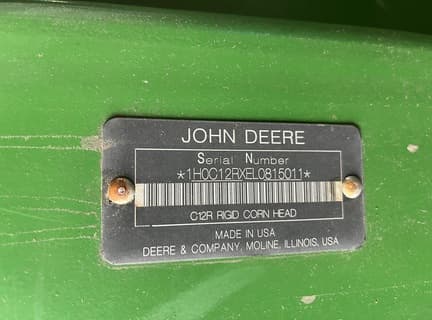 JOHN DEERE
Serial Number
*1H0C12RXEL0815011*
C12R RIGID CORN HEAD
MADE IN USA
DEERE & COMPANY, MOLINE, ILLINOIS, USA